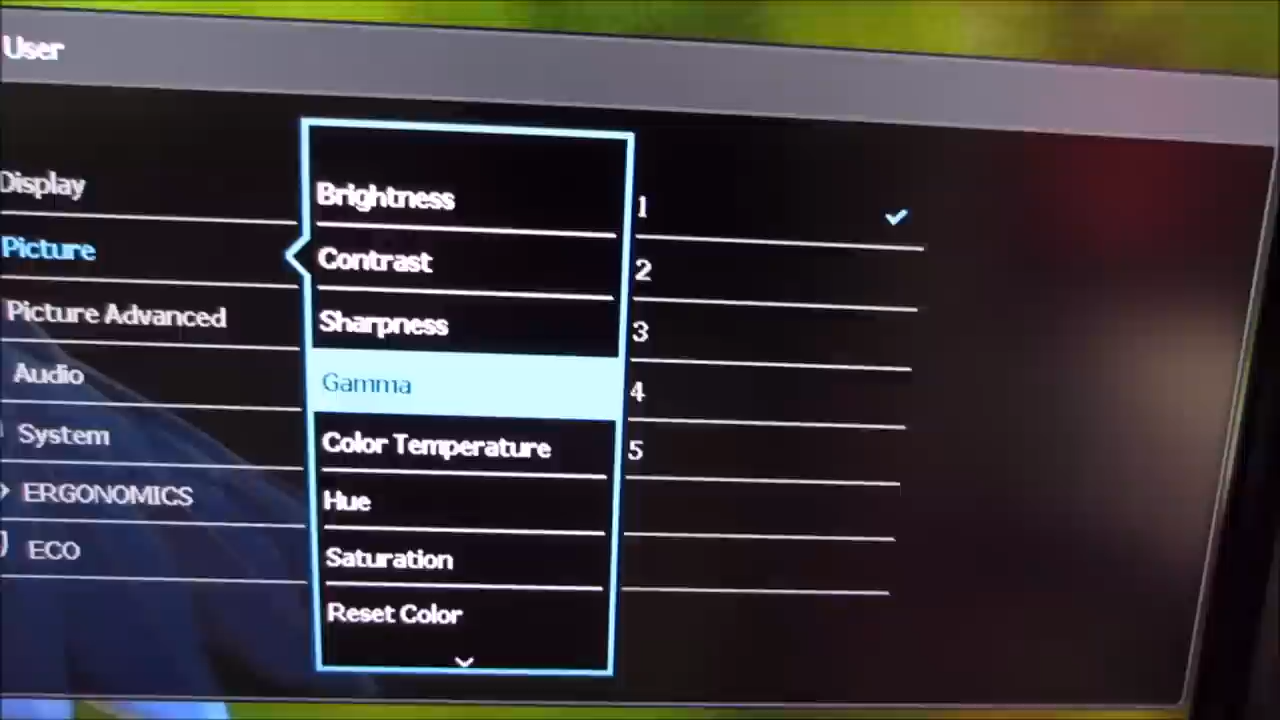 User
Display
Picture
Picture Advanced
Audio
System
ERGONOMICS
ECO
Brightness
Contrast
Sharpness
Gamma
Color Temperature
Hue
Saturation
Reset Color
1
2
3
4
5